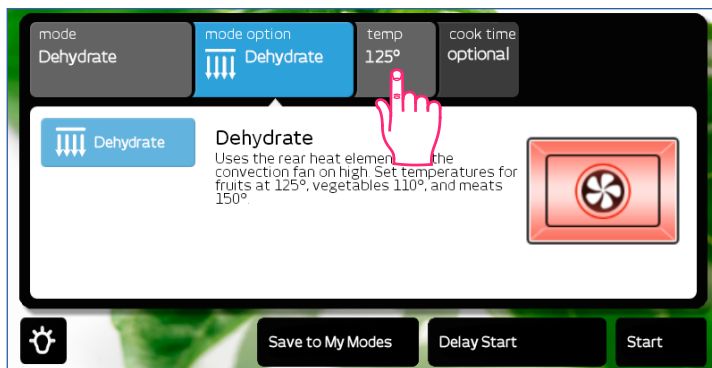 mode
Dehydrate
mode option
Dehydrate
temp
125°
cook time
optional
Dehydrate
Dehydrate
Uses the rear heat element the
convection fan on high. Set temperatures for
fruits at 125°, vegetables 110°, and meats
150°.
Save to My Modes
Delay Start
Start